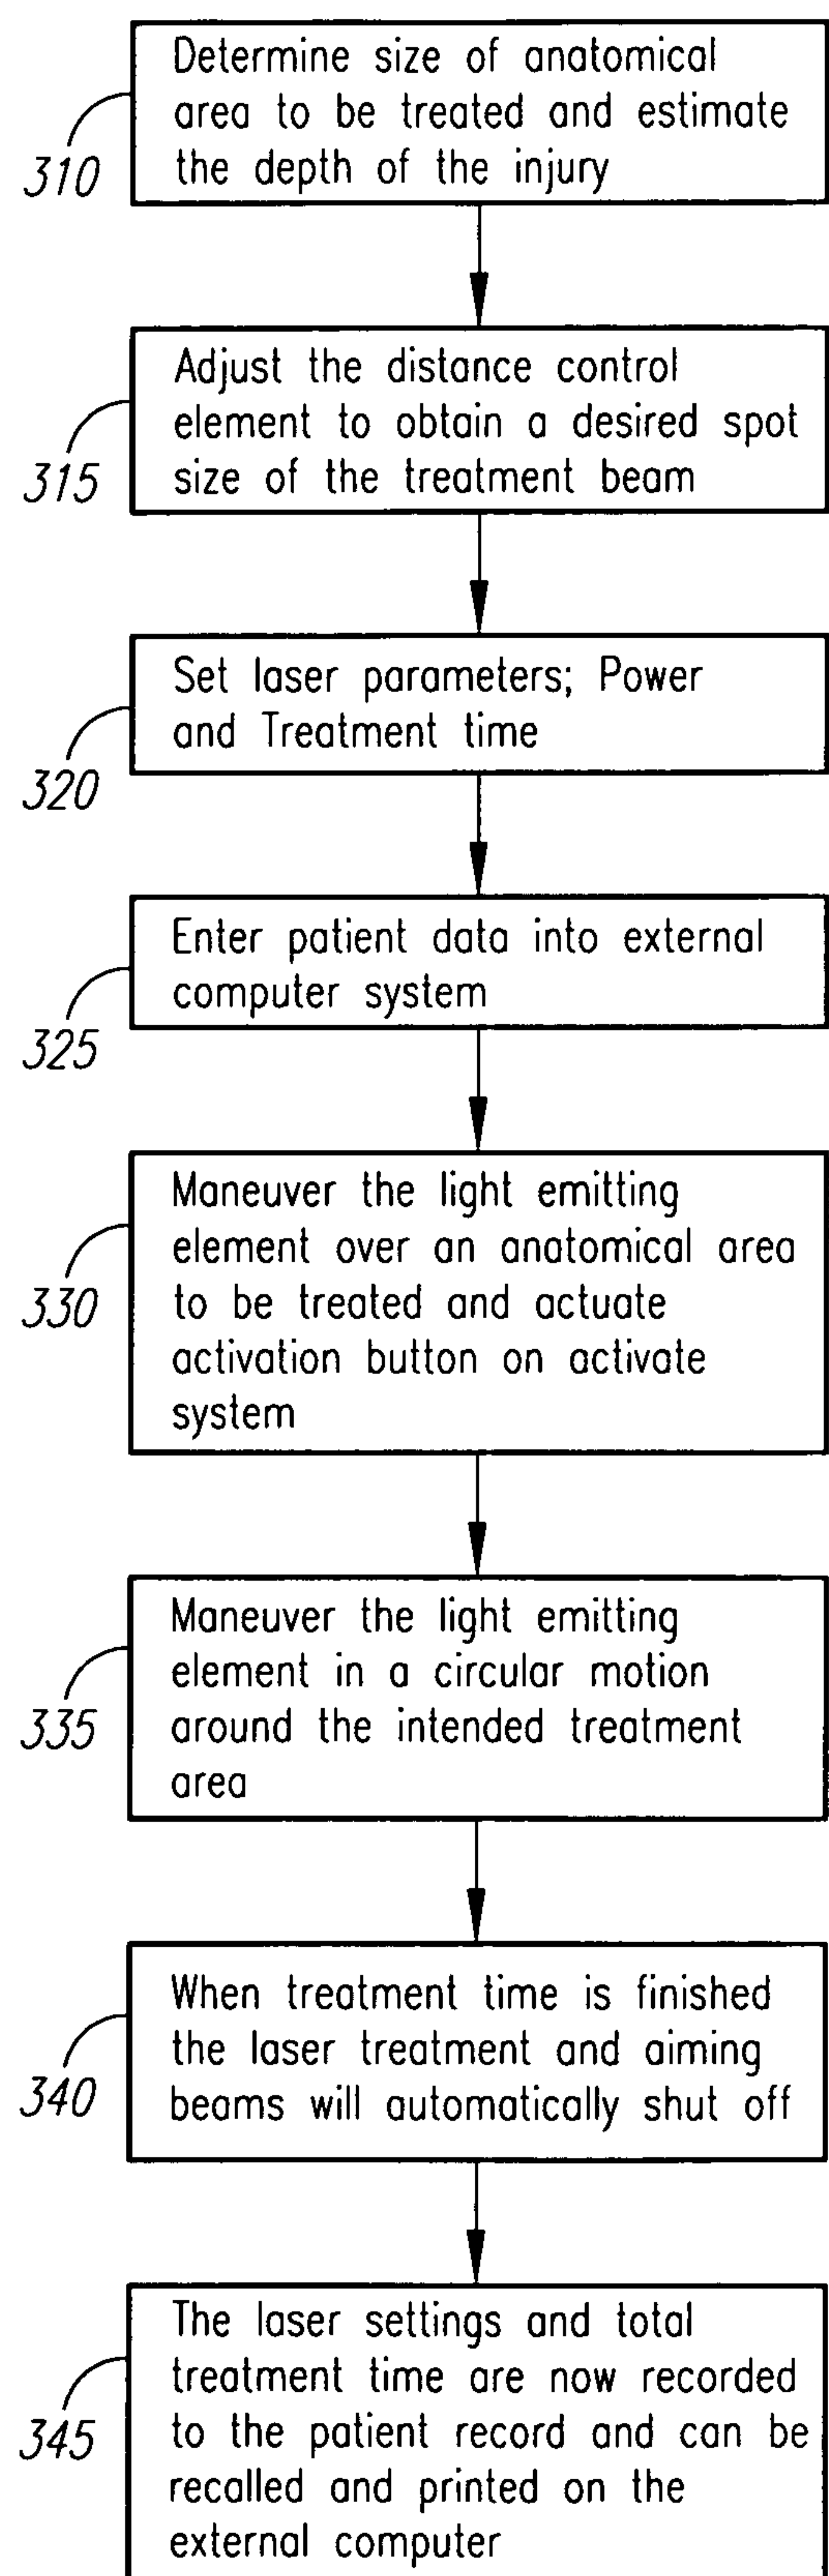 Determine size of anatomical
area to be treated and estimate
the depth of the injury
310
Adjust the distance control
element to obtain a desired spot
size of the treatment beam
315
Set laser parameters; Power
and Treatment time
320
Enter patient data into external
computer system
325
Maneuver the light emitting
element over an anatomical area
to be treated and actuate
activation button on activate
system
330
Maneuver the light emitting
element in a circular motion
around the intended treatment
area
335
When treatment time is finished
the laser treatment and aiming
beams will automatically shut off
340
The laser settings and total
treatment time are now recorded
to the patient record and can be
recalled and printed on the
external computer
345